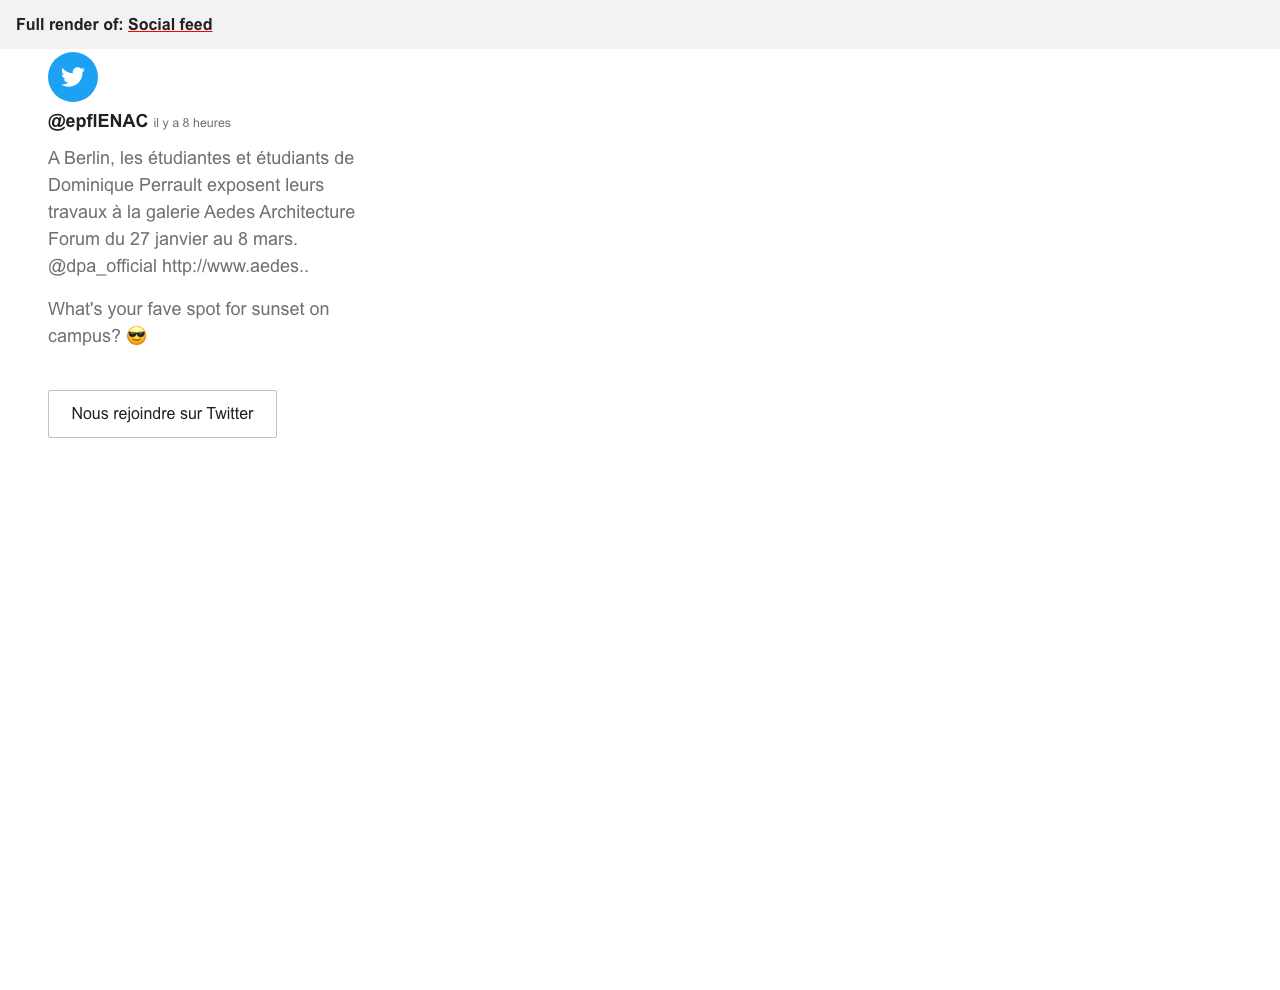 Full render of: Social feed
@epflENAC il y a 8 heures
A Berlin, les étudiantes et étudiants de
Dominique Perrault exposent leurs
travaux à la galerie Aedes Architecture
Forum du 27 janvier au 8 mars.
@dpa_official http://www.aedes..
What's your fave spot for sunset on
campus? 😎
Nous rejoindre sur Twitter